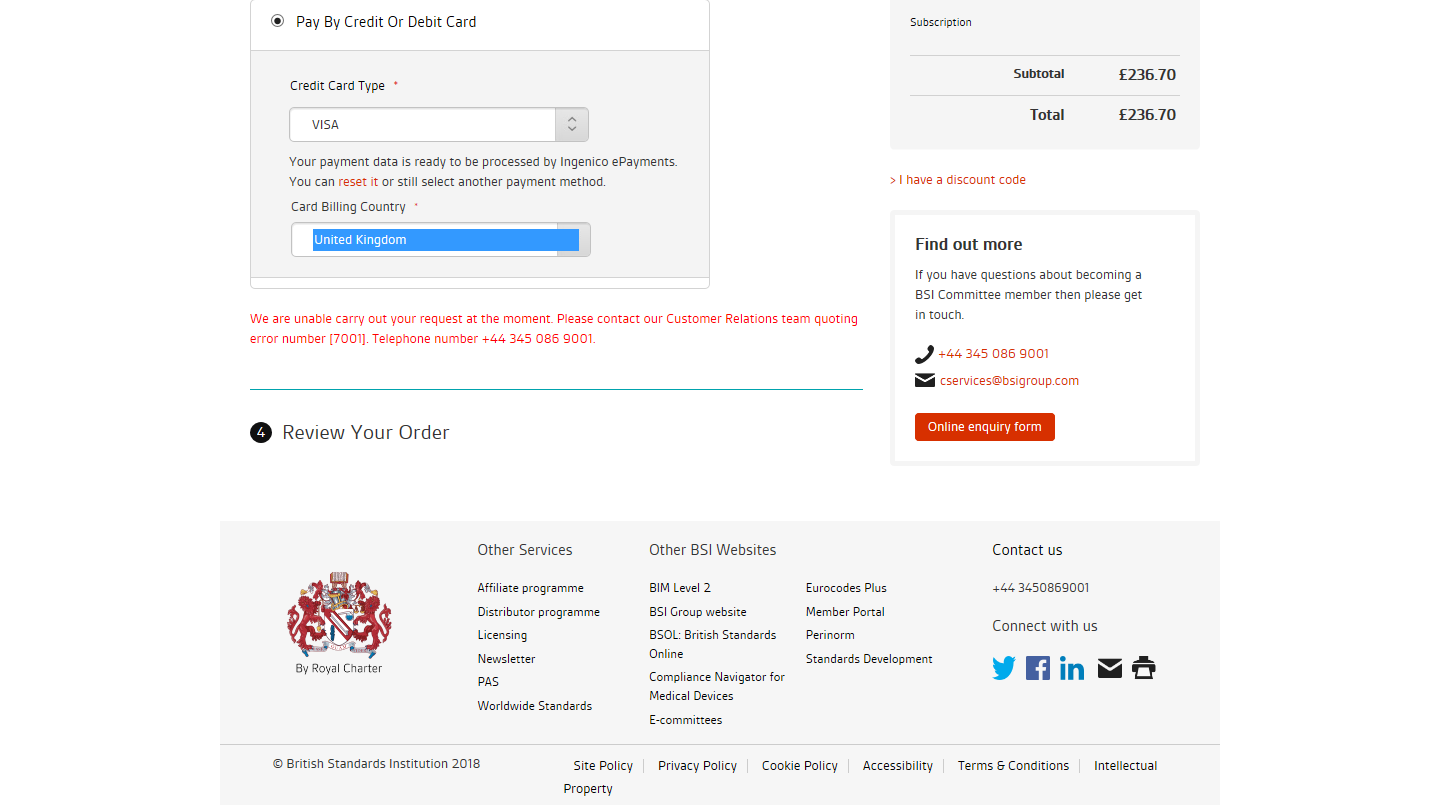 Pay By Credit Or Debit Card
Credit Card Type *
VISA
Your payment data is ready to be processed by Ingenico ePayments.
You can reset it or still select another payment method.
Card Billing Country *
United Kingdom
We are unable carry out your request at the moment. Please contact our Customer Relations team quoting
error number [7001]. Telephone number +44 345 086 9001.
4 Review Your Order
Subscription
Subtotal £236.70
Total £236.70
> I have a discount code
Find out more
If you have questions about becoming a
BSI Committee member then please get
in touch.
+44 345 086 9001
cservices@bsigroup.com
Online enquiry form
By Royal Charter
Other Services
Affiliate programme
Distributor programme
Licensing
Newsletter
PAS
Worldwide Standards
Other BSI Websites
BIM Level 2
BSI Group website
BSOL: British Standards
Online
Compliance Navigator for
Medical Devices
E-committees
Eurocodes Plus
Member Portal
Perinorm
Standards Development
Contact us
+44 3450869001
Connect with us
© British Standards Institution 2018
Site Policy | Privacy Policy | Cookie Policy | Accessibility | Terms & Conditions | Intellectual
Property